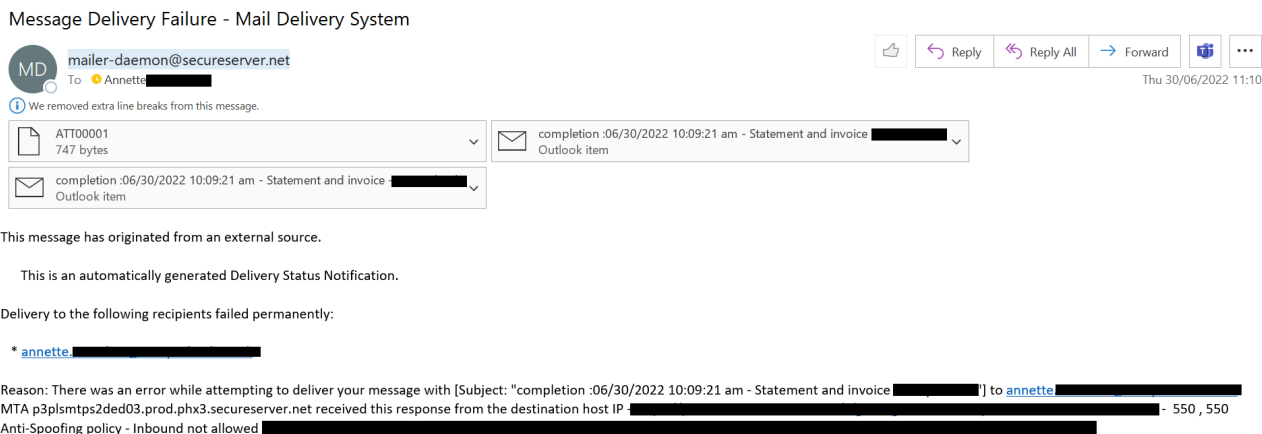 Message Delivery Failure - Mail Delivery System
MD
mailer-daemon@secureserver.net
To Annette
Reply
Reply All
Forward
Thu 30/06/2022 11:10
We removed extra line breaks from this message.
ATT00001
747 bytes
completion :06/30/2022 10:09:21 am - Statement and invoice
Outlook item
completion :06/30/2022 10:09:21 am - Statement and invoice -
Outlook item
This message has originated from an external source.
This is an automatically generated Delivery Status Notification.
Delivery to the following recipients failed permanently:
* annette.
Reason: There was an error while attempting to deliver your message with [Subject: "completion :06/30/2022 10:09:21 am - Statement and invoice "] to annette
MTA p3plsmtps2ded03.prod.phx3.secureserver.net received this response from the destination host IP - - 550 , 550
Anti-Spoofing policy - Inbound not allowed